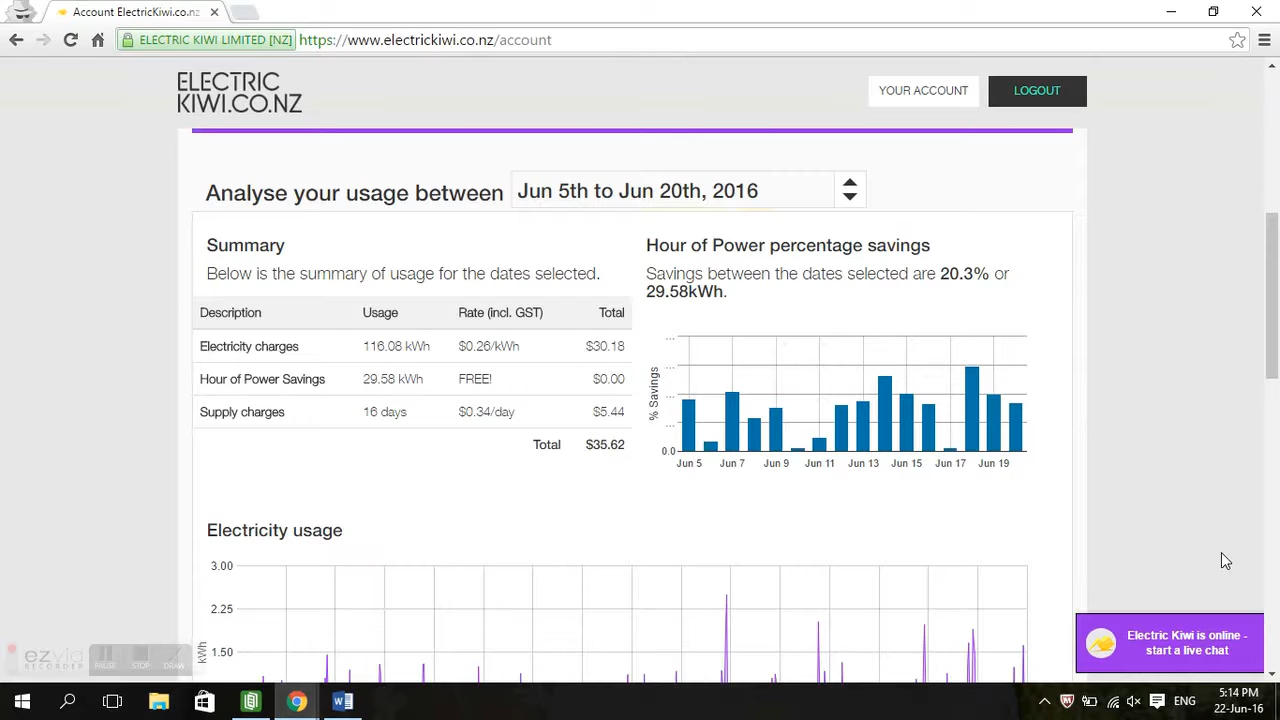 Account ElectricKiwi.co.nz
ELECTRIC KIWI LIMITED [NZ]
https://www.electrickiwi.co.nz/account
ELECTRIC
KIWI.CO.NZ
YOUR ACCOUNT
LOGOUT
Analyse your usage between
Jun 5th to Jun 20th, 2016
Summary
Below is the summary of usage for the dates selected.
Description Usage Rate (incl. GST) Total
Electricity charges 116.08 kWh $0.26/kWh $30.18
Hour of Power Savings 29.58 kWh FREE! $0.00
Supply charges 16 days $0.34/day $5.44
Total $35.62
Hour of Power percentage savings
Savings between the dates selected are 20.3% or
29.58kWh.
...
...
...
...
0.0
% Savings
Jun 5 Jun 7 Jun 9 Jun 11 Jun 13 Jun 15 Jun 17 Jun 19
Electricity usage
3.00
2.25
1.50
kWh
Electric Kiwi is online -
start a live chat
ezvid
RECORDER
PAUSE STOP DRAW
ENG
5:14 PM
22-Jun-16